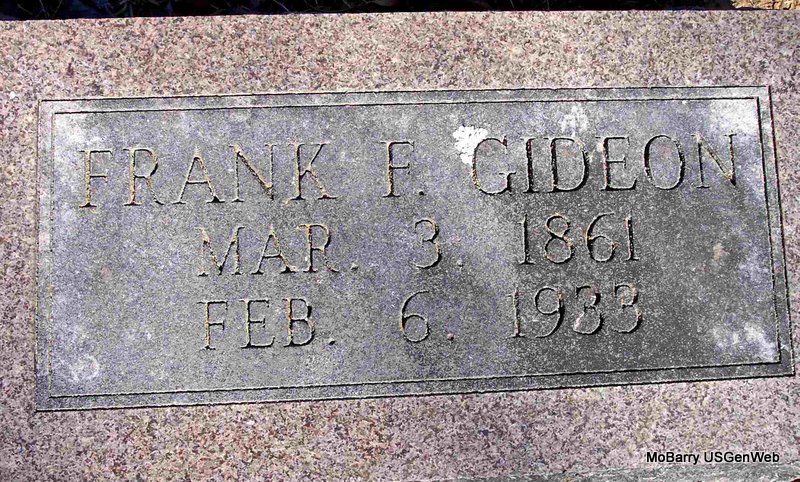 FRANK F. GIDEON
MAR. 3. 1861
FEB. 6. 1933
MoBarry USGenWeb